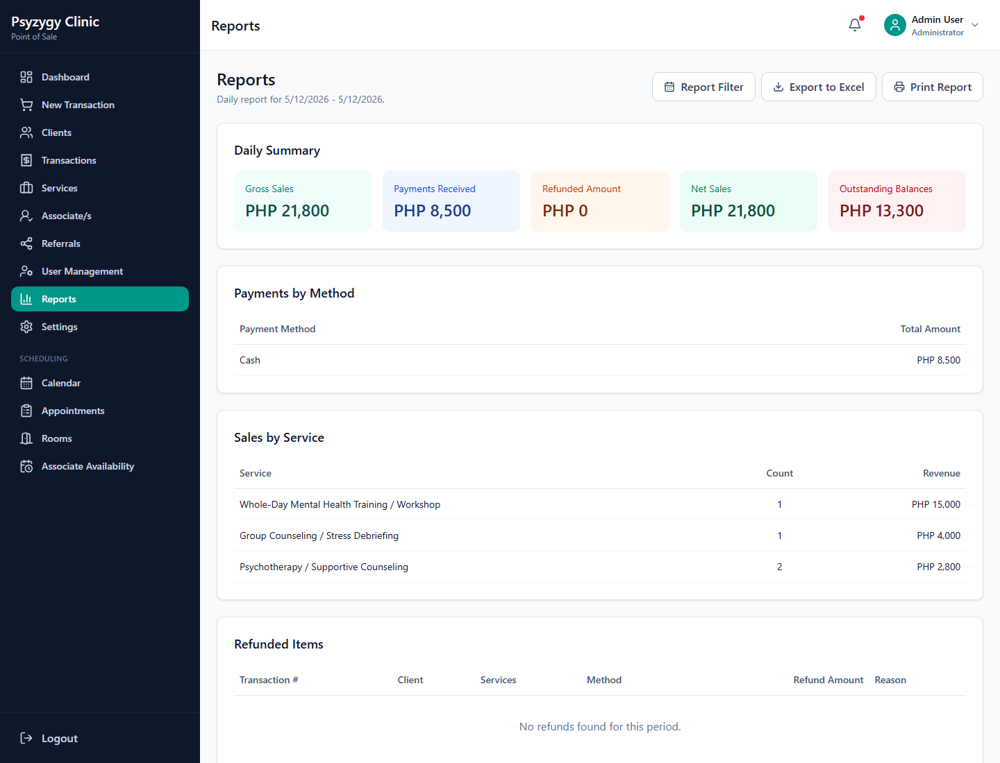 Psyzygy Clinic
Point of Sale
Dashboard
New Transaction
Clients
Transactions
Services
Associate/s
Referrals
User Management
Reports
Settings
SCHEDULING
Calendar
Appointments
Rooms
Associate Availability
Logout
Reports
Admin User
Administrator
Reports
Daily report for 5/12/2026 - 5/12/2026.
Report Filter
Export to Excel
Print Report
Daily Summary
Gross Sales
PHP 21,800
Payments Received
PHP 8,500
Refunded Amount
PHP 0
Net Sales
PHP 21,800
Outstanding Balances
PHP 13,300
Payments by Method
Payment Method Total Amount
Cash PHP 8,500
Sales by Service
Service Count Revenue
Whole-Day Mental Health Training / Workshop 1 PHP 15,000
Group Counseling / Stress Debriefing 1 PHP 4,000
Psychotherapy / Supportive Counseling 2 PHP 2,800
Refunded Items
Transaction # Client Services Method Refund Amount Reason
No refunds found for this period.